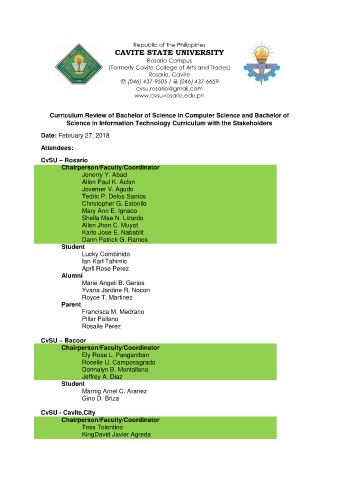 Republic of the Philippines
CAVITE STATE UNIVERSITY
Rosario Campus
(Formerly Cavite College of Arts and Trades)
Rosario, Cavite
☎ (046) 437-9505 / (046) 437-6659
cvsu.rosario@gmail.com
www.cvsu-rosario.edu.ph
Curriculum Review of Bachelor of Science in Computer Science and Bachelor of
Science in Information Technology Curriculum with the Stakeholders
Date: February 27, 2018
Attendees:
CvSU – Rosario
Chairperson/Faculty/Coordinator
Jenorry Y. Abad
Allen Paul K. Aclan
Jovemer V. Agudo
Tedric P. Delos Santos
Christopher G. Estonilo
Mary Ann E. Ignaco
Sheila Mae N. Lizardo
Allen Jhon C. Muyot
Karlo Jose E. Nabablit
Dann Patrick G. Ramos
Student
Lucky Combinido
Ian Karl Tahimic
April Rose Perez
Alumni
Marie Angeli B. Gerios
Yvana Jardine R. Nocon
Royce T. Martinez
Parent
Francisca M. Medrano
Pillar Pellano
Rosalie Perez
CvSU – Bacoor
Chairperson/Faculty/Coordinator
Ely Rose L. Panganiban
Rocelle U. Camposagrado
Donnalyn B. Montallana
Jeffrey A. Diaz
Student
Marnig Arnel C. Aranez
Gino D. Briza
CvSU - Cavite,City
Chairperson/Faculty/Coordinator
Tess Tolentino
KingDavid Javier Agreda